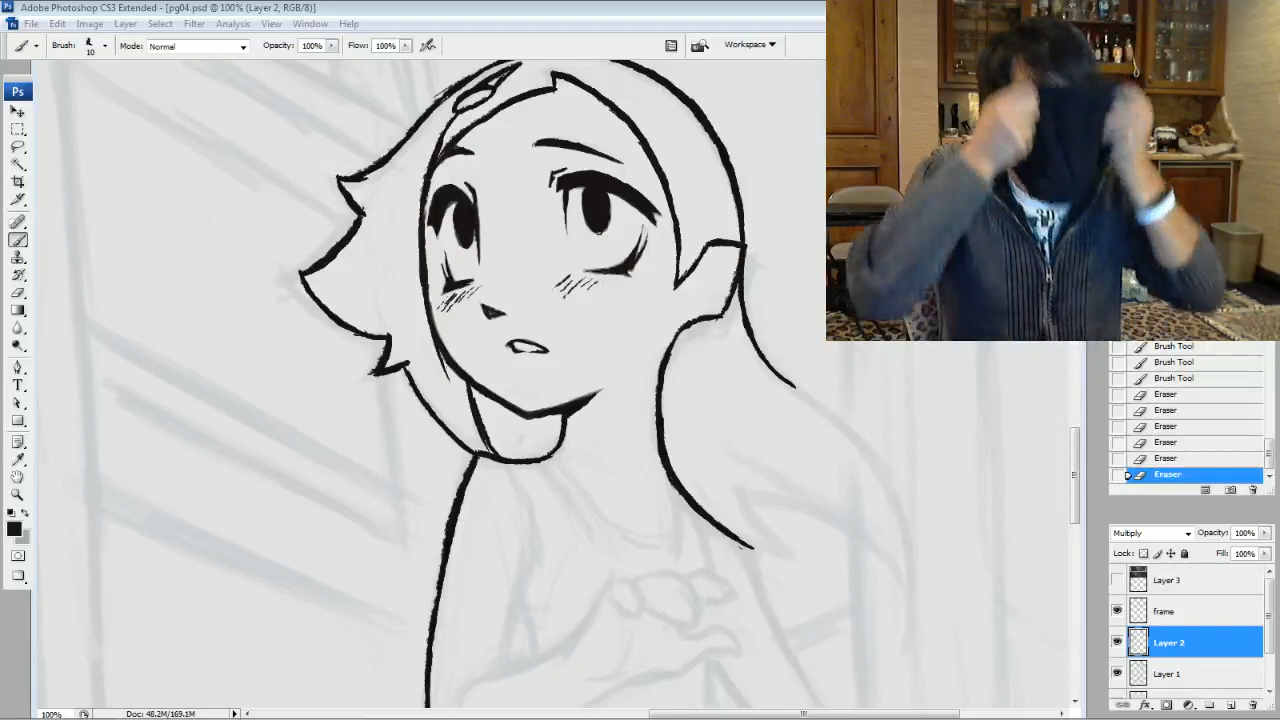 Adobe Photoshop CS3 Extended - [pg04.psd @ 100% (Layer 2, RGB/8)]
File Edit Image Layer Select Filter Analysis View Window Help
Brush: 10 Mode: Normal Opacity: 100% Flow: 100% Workspace
Ps
Brush Tool
Brush Tool
Brush Tool
Eraser
Eraser
Eraser
Eraser
Eraser
Eraser
Multiply Opacity: 100%
Lock: Fill: 100%
Layer 3
frame
Layer 2
Layer 1
100% Doc: 48.2M/169.1M